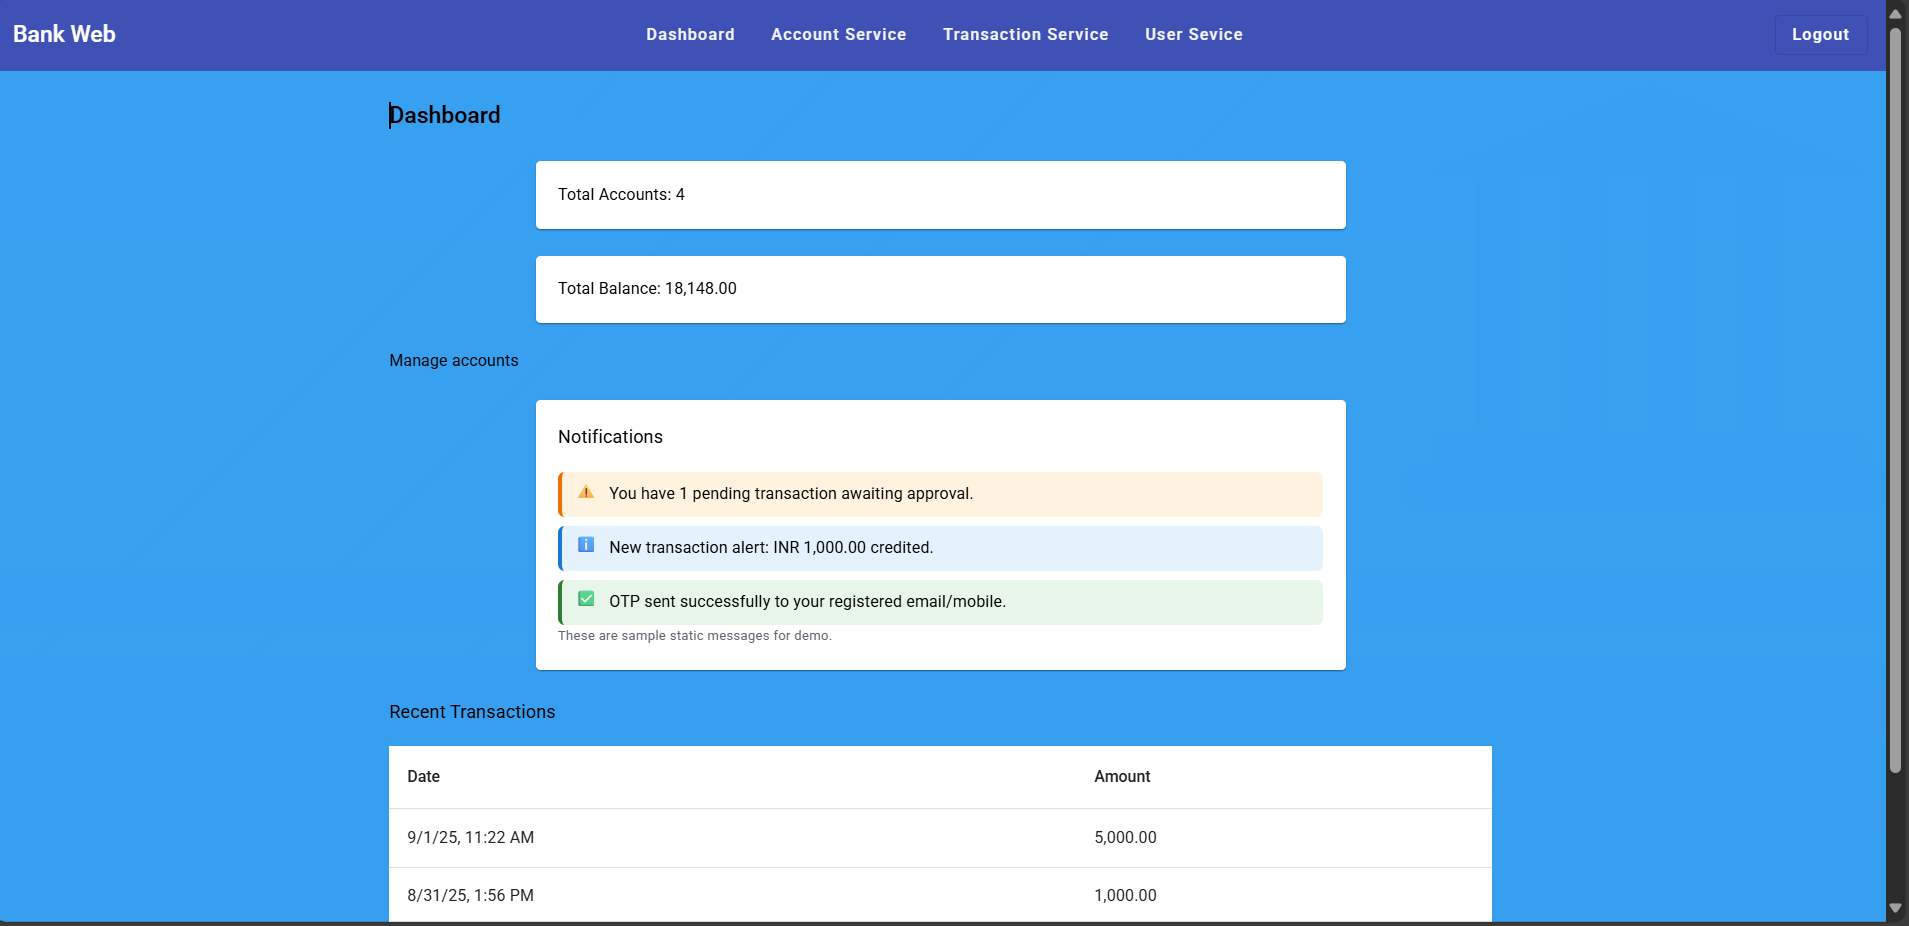 Bank Web
Dashboard Account Service Transaction Service User Sevice
Logout
Dashboard
Total Accounts: 4
Total Balance: 18,148.00
Manage accounts
Notifications
You have 1 pending transaction awaiting approval.
New transaction alert: INR 1,000.00 credited.
OTP sent successfully to your registered email/mobile.
These are sample static messages for demo.
Recent Transactions
Date Amount
9/1/25, 11:22 AM 5,000.00
8/31/25, 1:56 PM 1,000.00